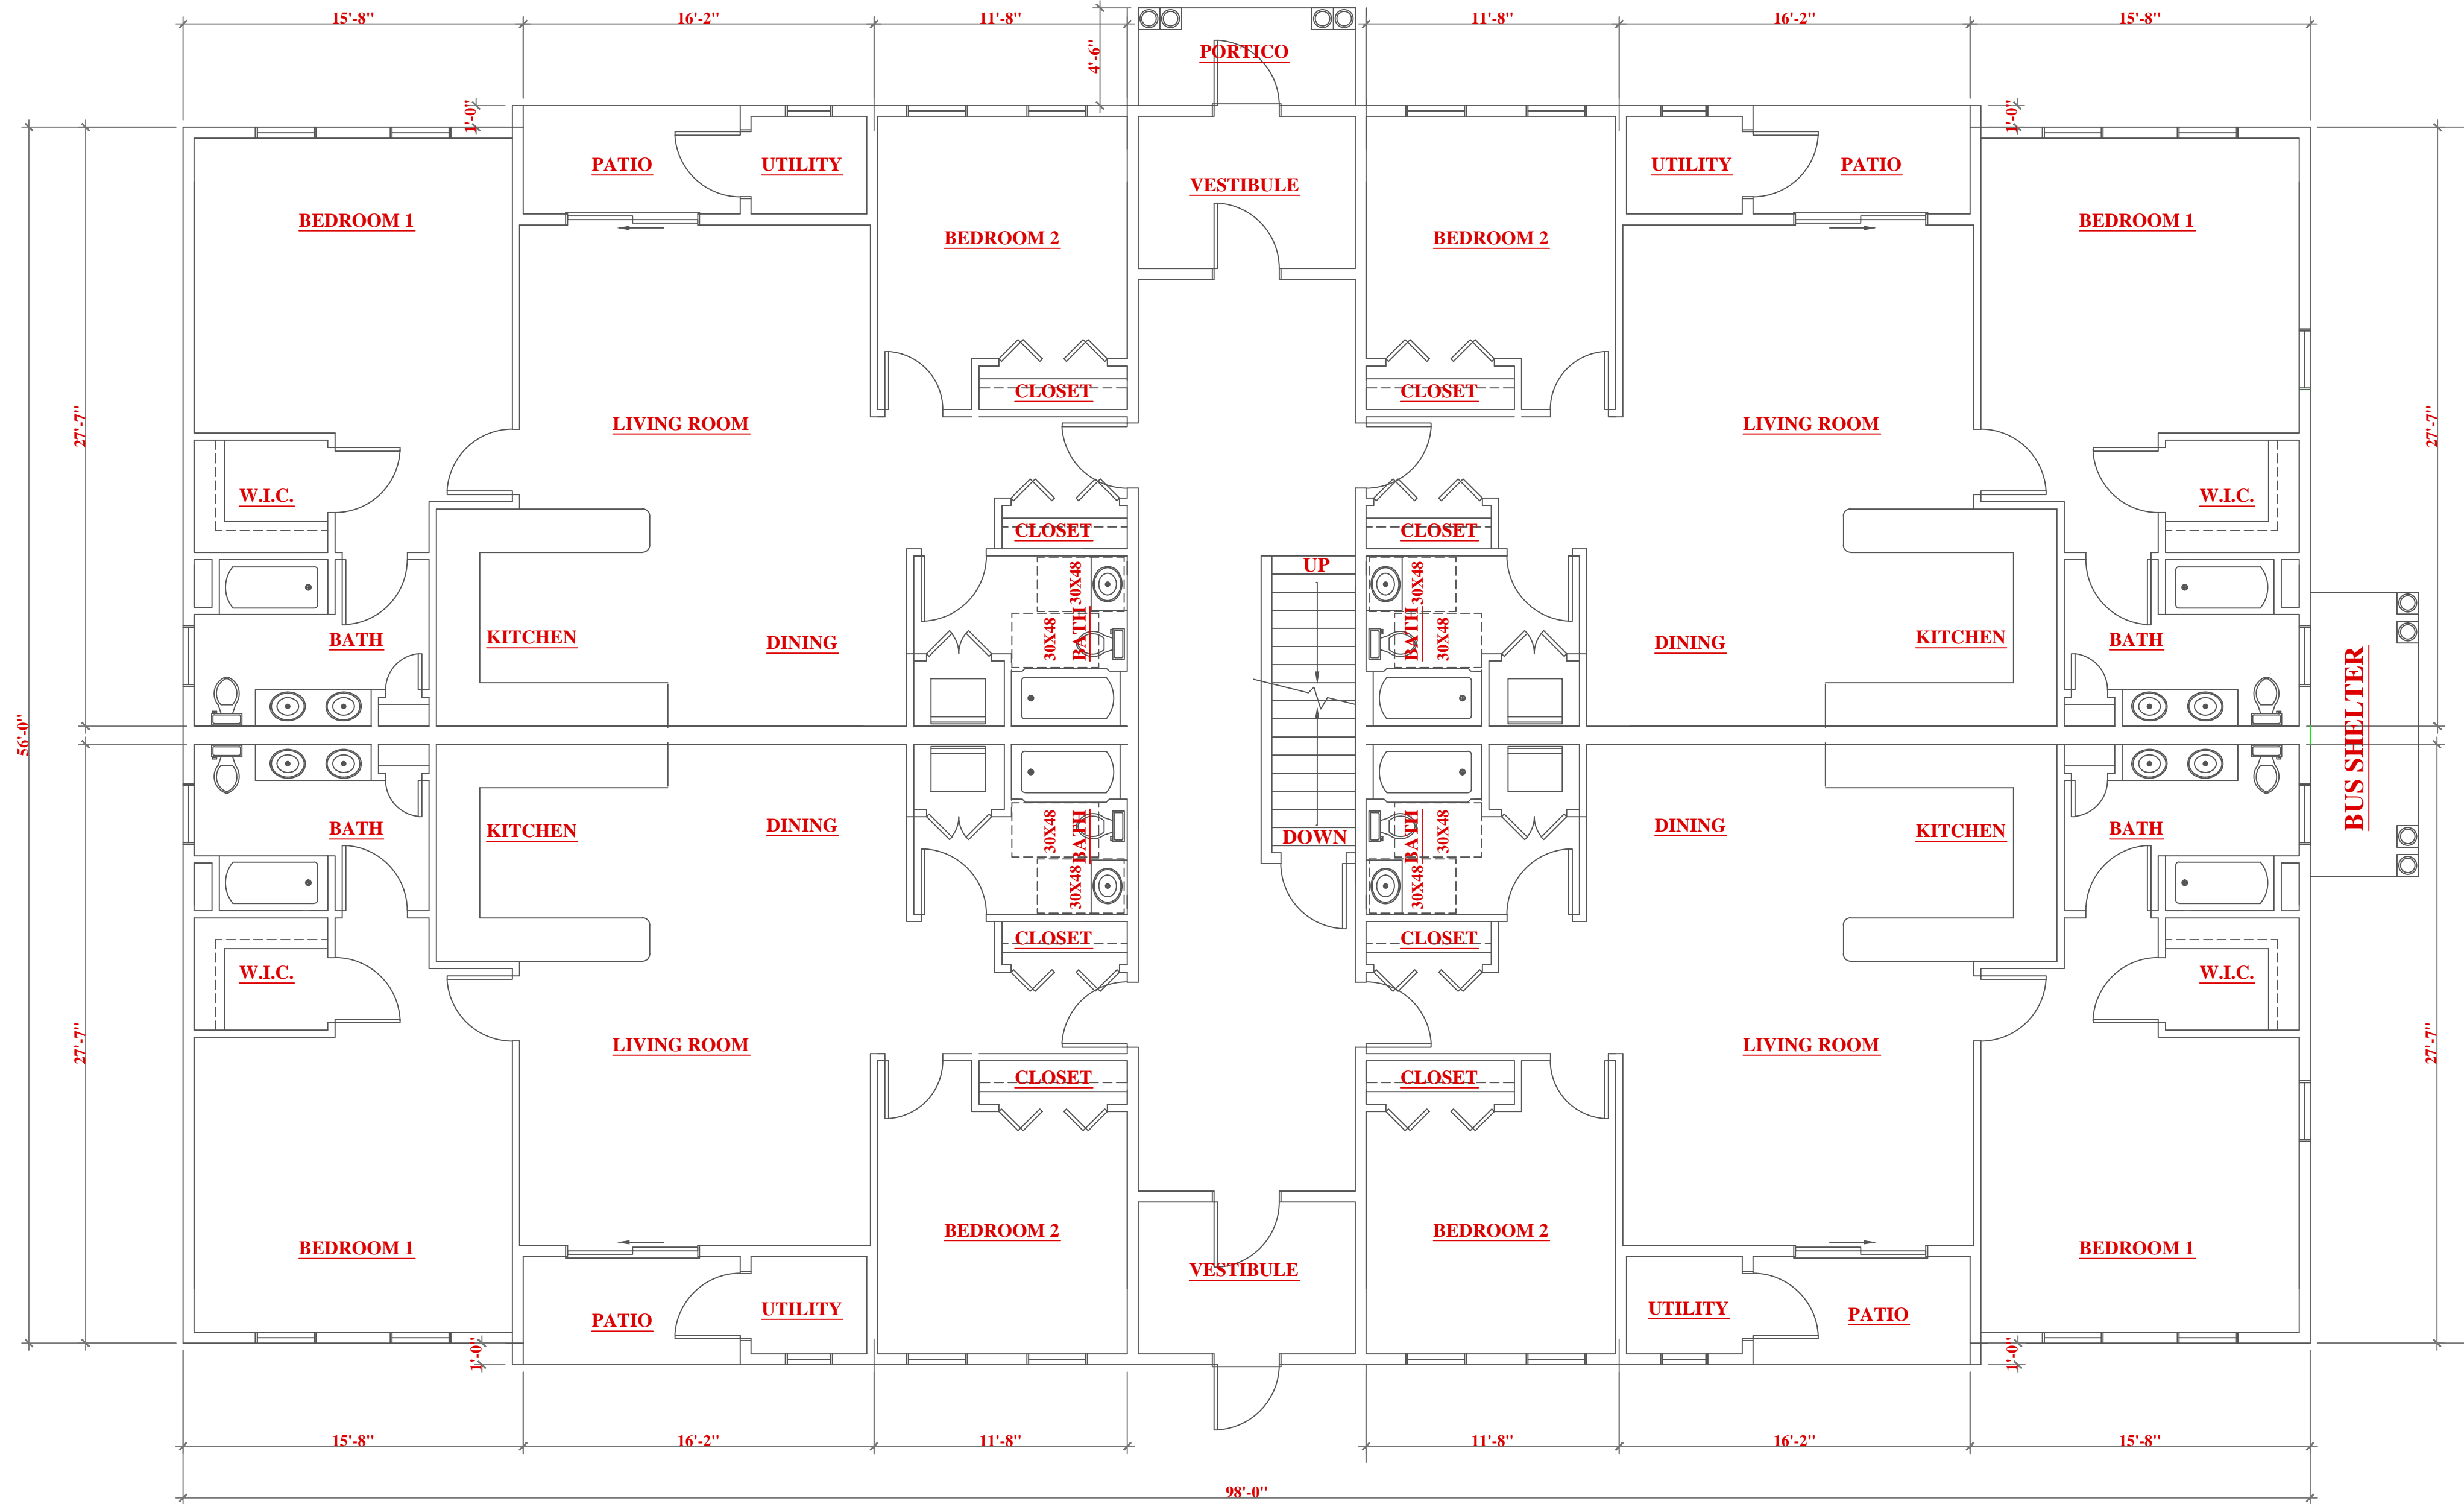 15'-8"
16'-2"
11'-8"
11'-8"
16'-2"
15'-8"
4'-6"
PORTICO
1'-0"
1'-0"
PATIO
UTILITY
VESTIBULE
UTILITY
PATIO
BEDROOM 1
BEDROOM 2
BEDROOM 2
BEDROOM 1
CLOSET
CLOSET
27'-7"
LIVING ROOM
LIVING ROOM
27'-7"
W.I.C.
W.I.C.
CLOSET
CLOSET
UP
30X48
30X48
BATH
KITCHEN
DINING
30X48
BATH
BATH
30X48
DINING
KITCHEN
BATH
56'-0"
BUS SHELTER
BATH
KITCHEN
DINING
30X48
BATH
DOWN
BATH
30X48
DINING
KITCHEN
BATH
30X48
30X48
CLOSET
CLOSET
W.I.C.
W.I.C.
27'-7"
LIVING ROOM
LIVING ROOM
27'-7"
CLOSET
CLOSET
BEDROOM 1
BEDROOM 2
BEDROOM 2
BEDROOM 1
VESTIBULE
PATIO
UTILITY
UTILITY
PATIO
1'-0"
1'-0"
15'-8"
16'-2"
11'-8"
11'-8"
16'-2"
15'-8"
98'-0"